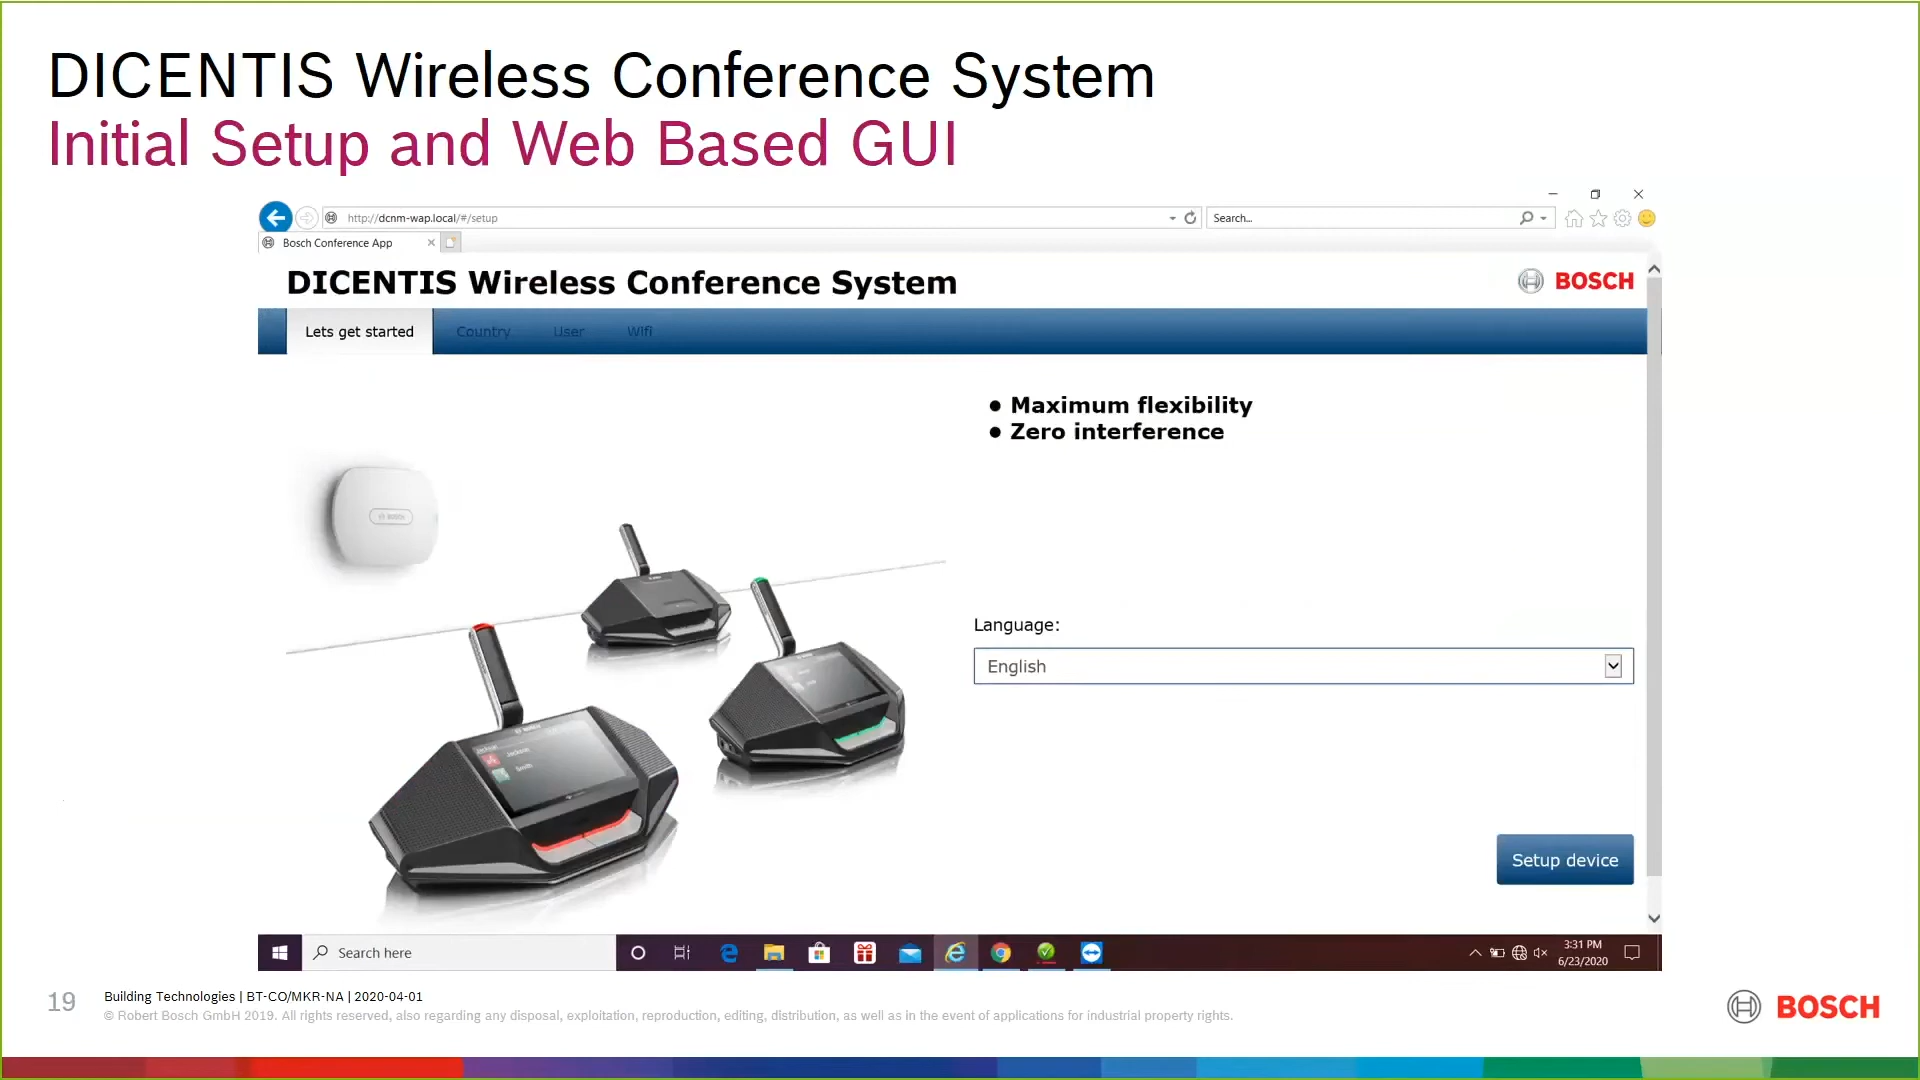 DICENTIS Wireless Conference System
Initial Setup and Web Based GUI
http://dcnm-wap.local/#/setup
Search...
Bosch Conference App
DICENTIS Wireless Conference System
BOSCH
Lets get started Country User Wifi
● Maximum flexibility
● Zero interference
BOSCH
Jackson
Smith
Language:
English
Setup device
Search here
3:31 PM
6/23/2020
19
Building Technologies | BT-CO/MKR-NA | 2020-04-01
© Robert Bosch GmbH 2019. All rights reserved, also regarding any disposal, exploitation, reproduction, editing, distribution, as well as in the event of applications for industrial property rights.
BOSCH